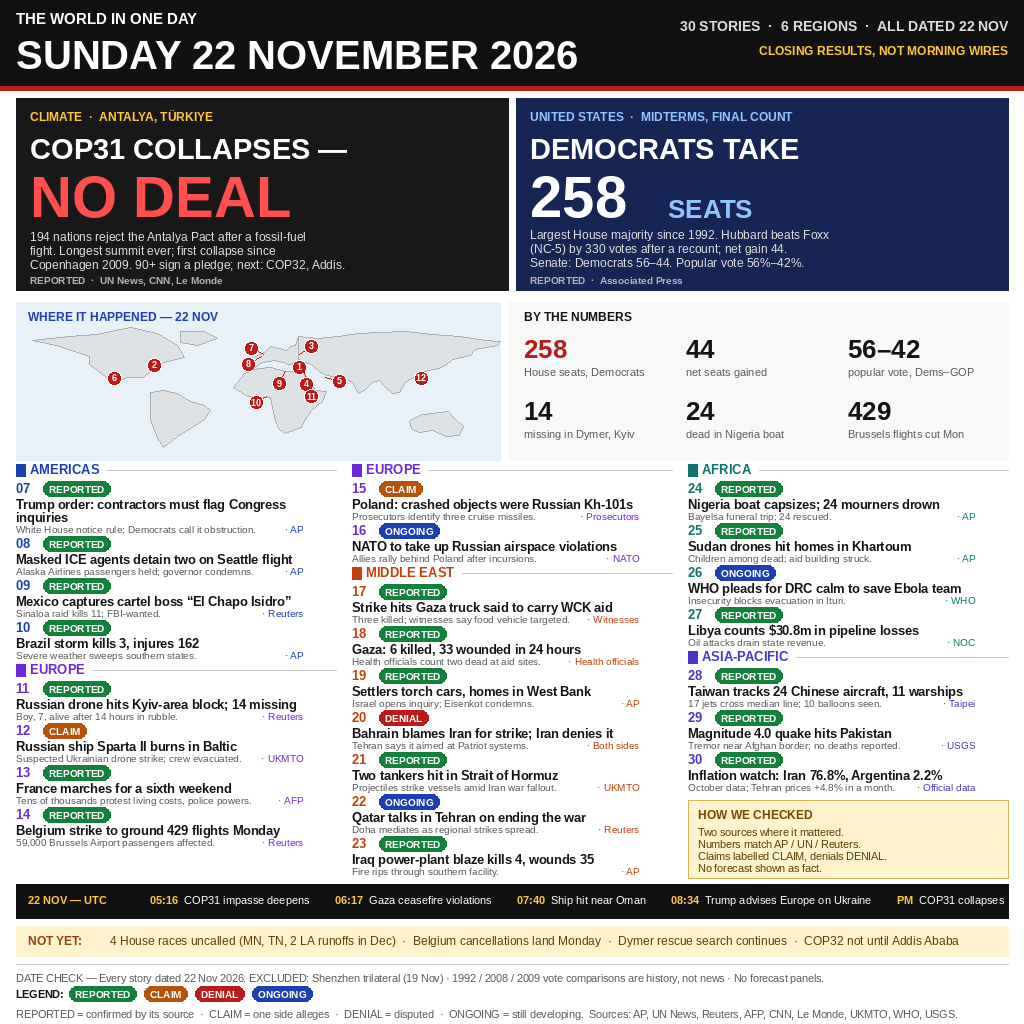 THE WORLD IN ONE DAY
SUNDAY 22 NOVEMBER 2026
30 STORIES · 6 REGIONS · ALL DATED 22 NOV
CLOSING RESULTS, NOT MORNING WIRES
CLIMATE · ANTALYA, TÜRKIYE
COP31 COLLAPSES —
NO DEAL
194 nations reject the Antalya Pact after a fossil-fuel
fight. Longest summit ever; first collapse since
Copenhagen 2009. 90+ sign a pledge; next: COP32, Addis.
REPORTED · UN News, CNN, Le Monde
UNITED STATES · MIDTERMS, FINAL COUNT
DEMOCRATS TAKE
258 SEATS
Largest House majority since 1992. Hubbard beats Foxx
(NC-5) by 330 votes after a recount; net gain 44.
Senate: Democrats 56–44. Popular vote 56%–42%.
REPORTED · Associated Press
WHERE IT HAPPENED — 22 NOV
1
2
3
4
5
6
7
8
9
10
11
12
BY THE NUMBERS
258
House seats, Democrats
44
net seats gained
56–42
popular vote, Dems–GOP
14
missing in Dymer, Kyiv
24
dead in Nigeria boat
429
Brussels flights cut Mon
AMERICAS
07 REPORTED
Trump order: contractors must flag Congress
inquiries
White House notice rule; Democrats call it obstruction. · AP
08 REPORTED
Masked ICE agents detain two on Seattle flight
Alaska Airlines passengers held; governor condemns. · AP
09 REPORTED
Mexico captures cartel boss “El Chapo Isidro”
Sinaloa raid kills 11; FBI-wanted. · Reuters
10 REPORTED
Brazil storm kills 3, injures 162
Severe weather sweeps southern states. · AP
EUROPE
11 REPORTED
Russian drone hits Kyiv-area block; 14 missing
Boy, 7, alive after 14 hours in rubble. · Reuters
12 CLAIM
Russian ship Sparta II burns in Baltic
Suspected Ukrainian drone strike; crew evacuated. · UKMTO
13 REPORTED
France marches for a sixth weekend
Tens of thousands protest living costs, police powers. · AFP
14 REPORTED
Belgium strike to ground 429 flights Monday
59,000 Brussels Airport passengers affected. · Reuters
EUROPE
15 CLAIM
Poland: crashed objects were Russian Kh-101s
Prosecutors identify three cruise missiles. · Prosecutors
16 ONGOING
NATO to take up Russian airspace violations
Allies rally behind Poland after incursions. · NATO
MIDDLE EAST
17 REPORTED
Strike hits Gaza truck said to carry WCK aid
Three killed; witnesses say food vehicle targeted. · Witnesses
18 REPORTED
Gaza: 6 killed, 33 wounded in 24 hours
Health officials count two dead at aid sites. · Health officials
19 REPORTED
Settlers torch cars, homes in West Bank
Israel opens inquiry; Eisenkot condemns. · AP
20 DENIAL
Bahrain blames Iran for strike; Iran denies it
Tehran says it aimed at Patriot systems. · Both sides
21 REPORTED
Two tankers hit in Strait of Hormuz
Projectiles strike vessels amid Iran war fallout. · UKMTO
22 ONGOING
Qatar talks in Tehran on ending the war
Doha mediates as regional strikes spread. · Reuters
23 REPORTED
Iraq power-plant blaze kills 4, wounds 35
Fire rips through southern facility. · AP
AFRICA
24 REPORTED
Nigeria boat capsizes; 24 mourners drown
Bayelsa funeral trip; 24 rescued. · AP
25 REPORTED
Sudan drones hit homes in Khartoum
Children among dead; aid building struck. · AP
26 ONGOING
WHO pleads for DRC calm to save Ebola team
Insecurity blocks evacuation in Ituri. · WHO
27 REPORTED
Libya counts $30.8m in pipeline losses
Oil attacks drain state revenue. · NOC
ASIA-PACIFIC
28 REPORTED
Taiwan tracks 24 Chinese aircraft, 11 warships
17 jets cross median line; 10 balloons seen. · Taipei
29 REPORTED
Magnitude 4.0 quake hits Pakistan
Tremor near Afghan border; no deaths reported. · USGS
30 REPORTED
Inflation watch: Iran 76.8%, Argentina 2.2%
October data; Tehran prices +4.8% in a month. · Official data
HOW WE CHECKED
Two sources where it mattered.
Numbers match AP / UN / Reuters.
Claims labelled CLAIM, denials DENIAL.
No forecast shown as fact.
22 NOV — UTC 05:16 COP31 impasse deepens 06:17 Gaza ceasefire violations 07:40 Ship hit near Oman 08:34 Trump advises Europe on Ukraine PM COP31 collapses
NOT YET: 4 House races uncalled (MN, TN, 2 LA runoffs in Dec) · Belgium cancellations land Monday · Dymer rescue search continues · COP32 not until Addis Ababa
DATE CHECK — Every story dated 22 Nov 2026. EXCLUDED: Shenzhen trilateral (19 Nov) · 1992 / 2008 / 2009 vote comparisons are history, not news · No forecast panels.
LEGEND: REPORTED CLAIM DENIAL ONGOING
REPORTED = confirmed by its source · CLAIM = one side alleges · DENIAL = disputed · ONGOING = still developing. Sources: AP, UN News, Reuters, AFP, CNN, Le Monde, UKMTO, WHO, USGS.